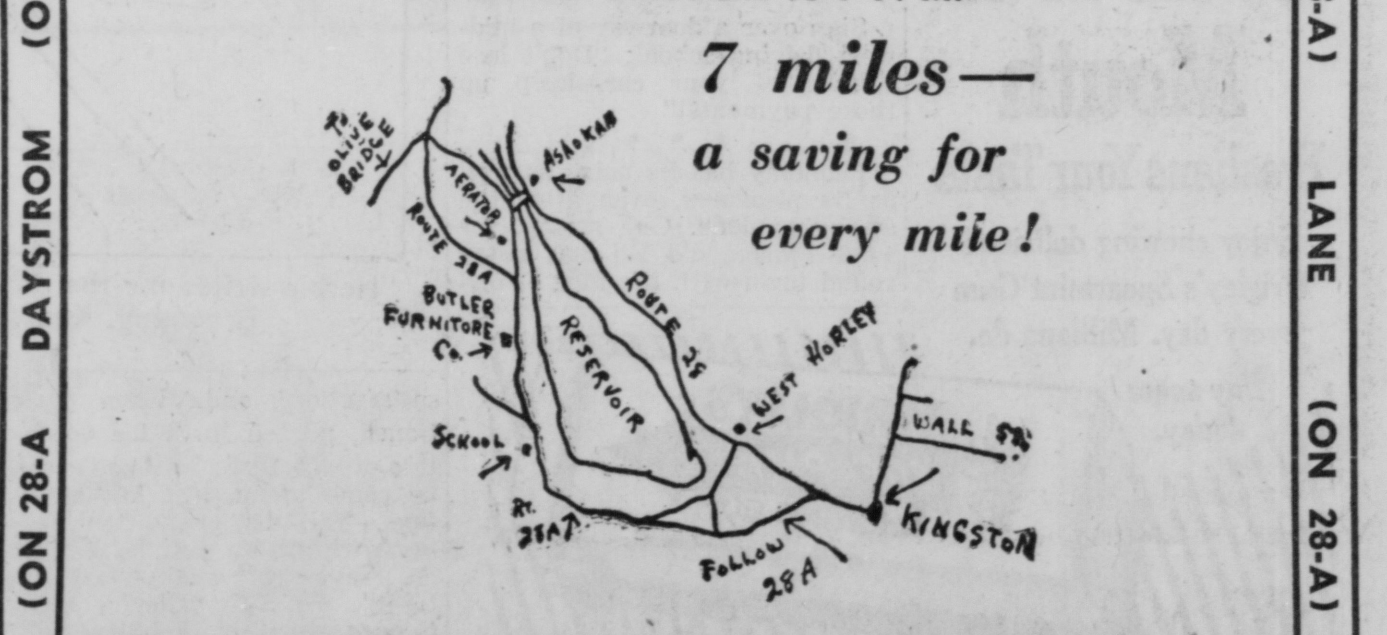 (ON 28-A DAYSTROM (O
7 miles—
a saving for
every mile!
TO
OLIVE
BRIDGE
AERATOR
ASHOKAN
ROUTE 28A
ROUTE 28
BUTLER
FURNITORE
Co.
RESERVOIR
WEST HURLEY
WALL ST.
SCHOOL
RT.
28A
FOLLOW
28A
KINGSTON
-A) LANE (ON 28-A)